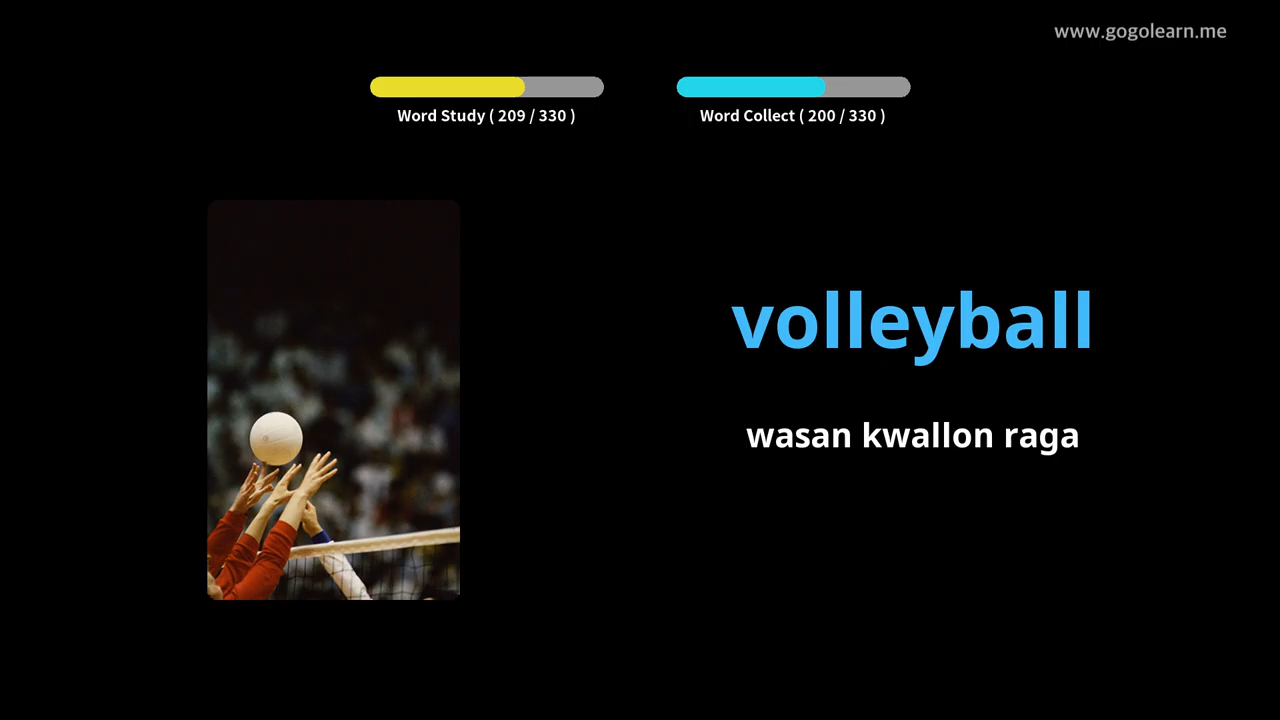 www.gogolearn.me
Word Study ( 209 / 330 )
Word Collect ( 200 / 330 )
volleyball
wasan kwallon raga